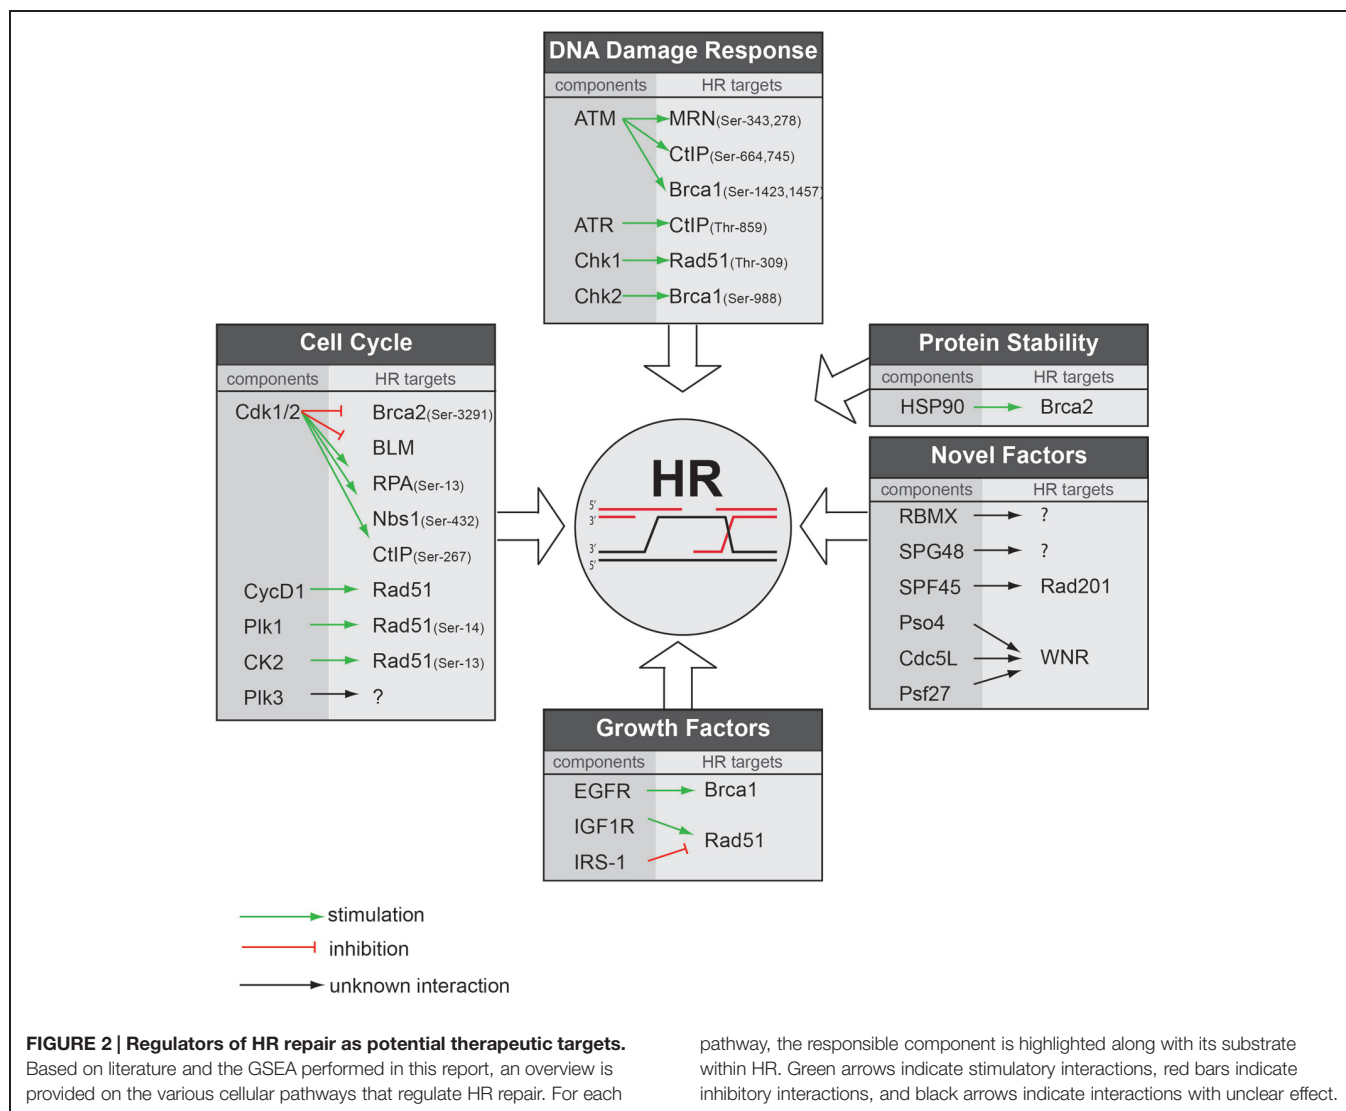 DNA Damage Response
components HR targets
ATM MRN(Ser-343,278)
CtIP(Ser-664,745)
Brca1(Ser-1423,1457)
ATR CtIP(Thr-859)
Chk1 Rad51(Thr-309)
Chk2 Brca1(Ser-988)
Cell Cycle
components HR targets
Cdk1/2 Brca2(Ser-3291)
BLM
RPA(Ser-13)
Nbs1(Ser-432)
CtIP(Ser-267)
CycD1 Rad51
Plk1 Rad51(Ser-14)
CK2 Rad51(Ser-13)
Plk3 ?
HR
5'
3'
3'
5'
Protein Stability
components HR targets
HSP90 Brca2
Novel Factors
components HR targets
RBMX ?
SPG48 ?
SPF45 Rad201
Pso4
Cdc5L WNR
Psf27
Growth Factors
components HR targets
EGFR Brca1
IGF1R
Rad51
IRS-1
stimulation
inhibition
unknown interaction
FIGURE 2 | Regulators of HR repair as potential therapeutic targets.
Based on literature and the GSEA performed in this report, an overview is
provided on the various cellular pathways that regulate HR repair. For each
pathway, the responsible component is highlighted along with its substrate
within HR. Green arrows indicate stimulatory interactions, red bars indicate
inhibitory interactions, and black arrows indicate interactions with unclear effect.